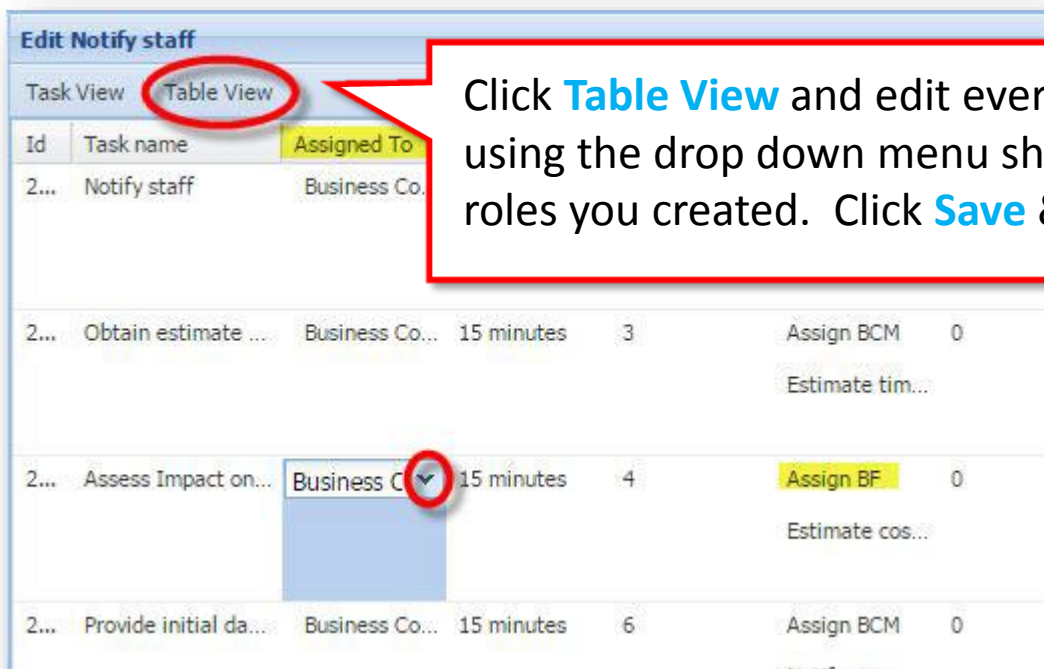 Edit Notify staff
Task View Table View
Click Table View and edit ever
using the drop down menu sh
roles you created. Click Save &
Id Task name Assigned To
2... Notify staff Business Co.
2... Obtain estimate ... Business Co... 15 minutes 3 Assign BCM 0
Estimate tim...
2... Assess Impact on... Business C 15 minutes 4 Assign BF 0
Estimate cos...
2... Provide initial da... Business Co... 15 minutes 6 Assign BCM 0